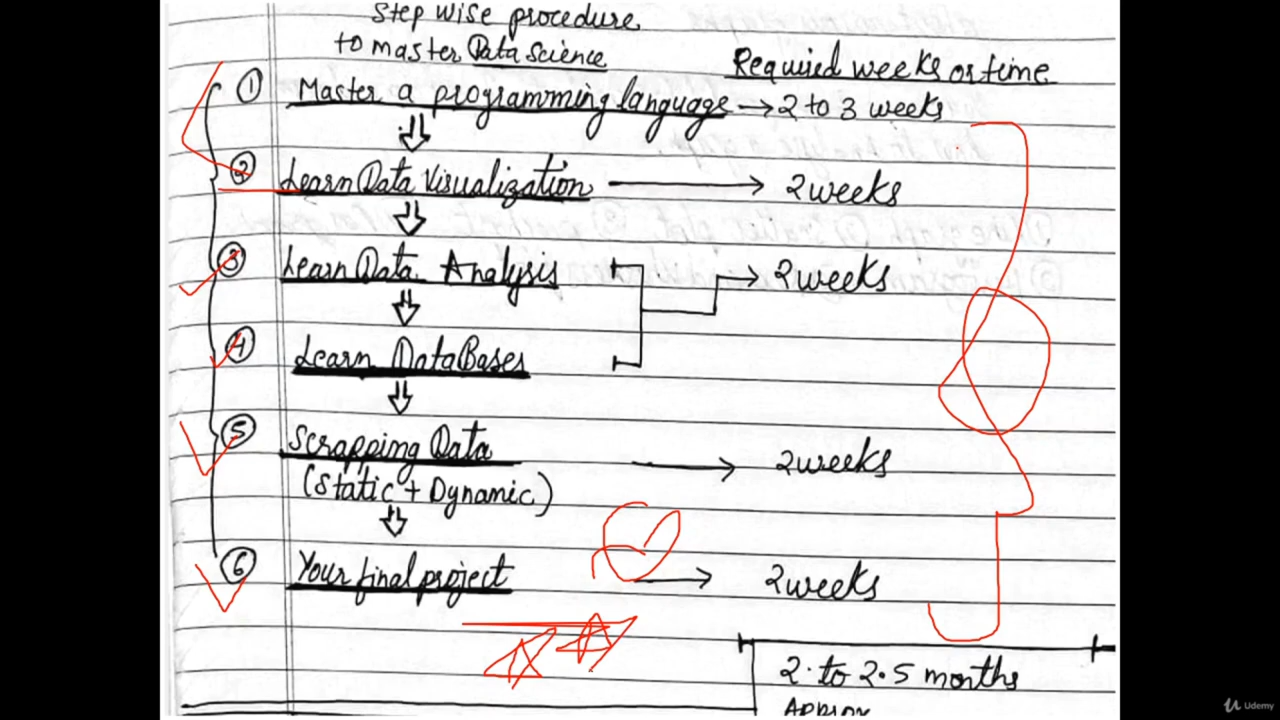 Step wise procedure
to master Data Science
Required weeks or time
① Master a programming language → 2 to 3 weeks
② Learn Data Visualization → 2 weeks
③ Learn Data Analysis → 2 weeks
④ Learn DataBases
⑤ Scrapping Data → 2 weeks
(Static + Dynamic)
⑥ Your final project → 2 weeks
2 to 2.5 months
Approx
Udemy